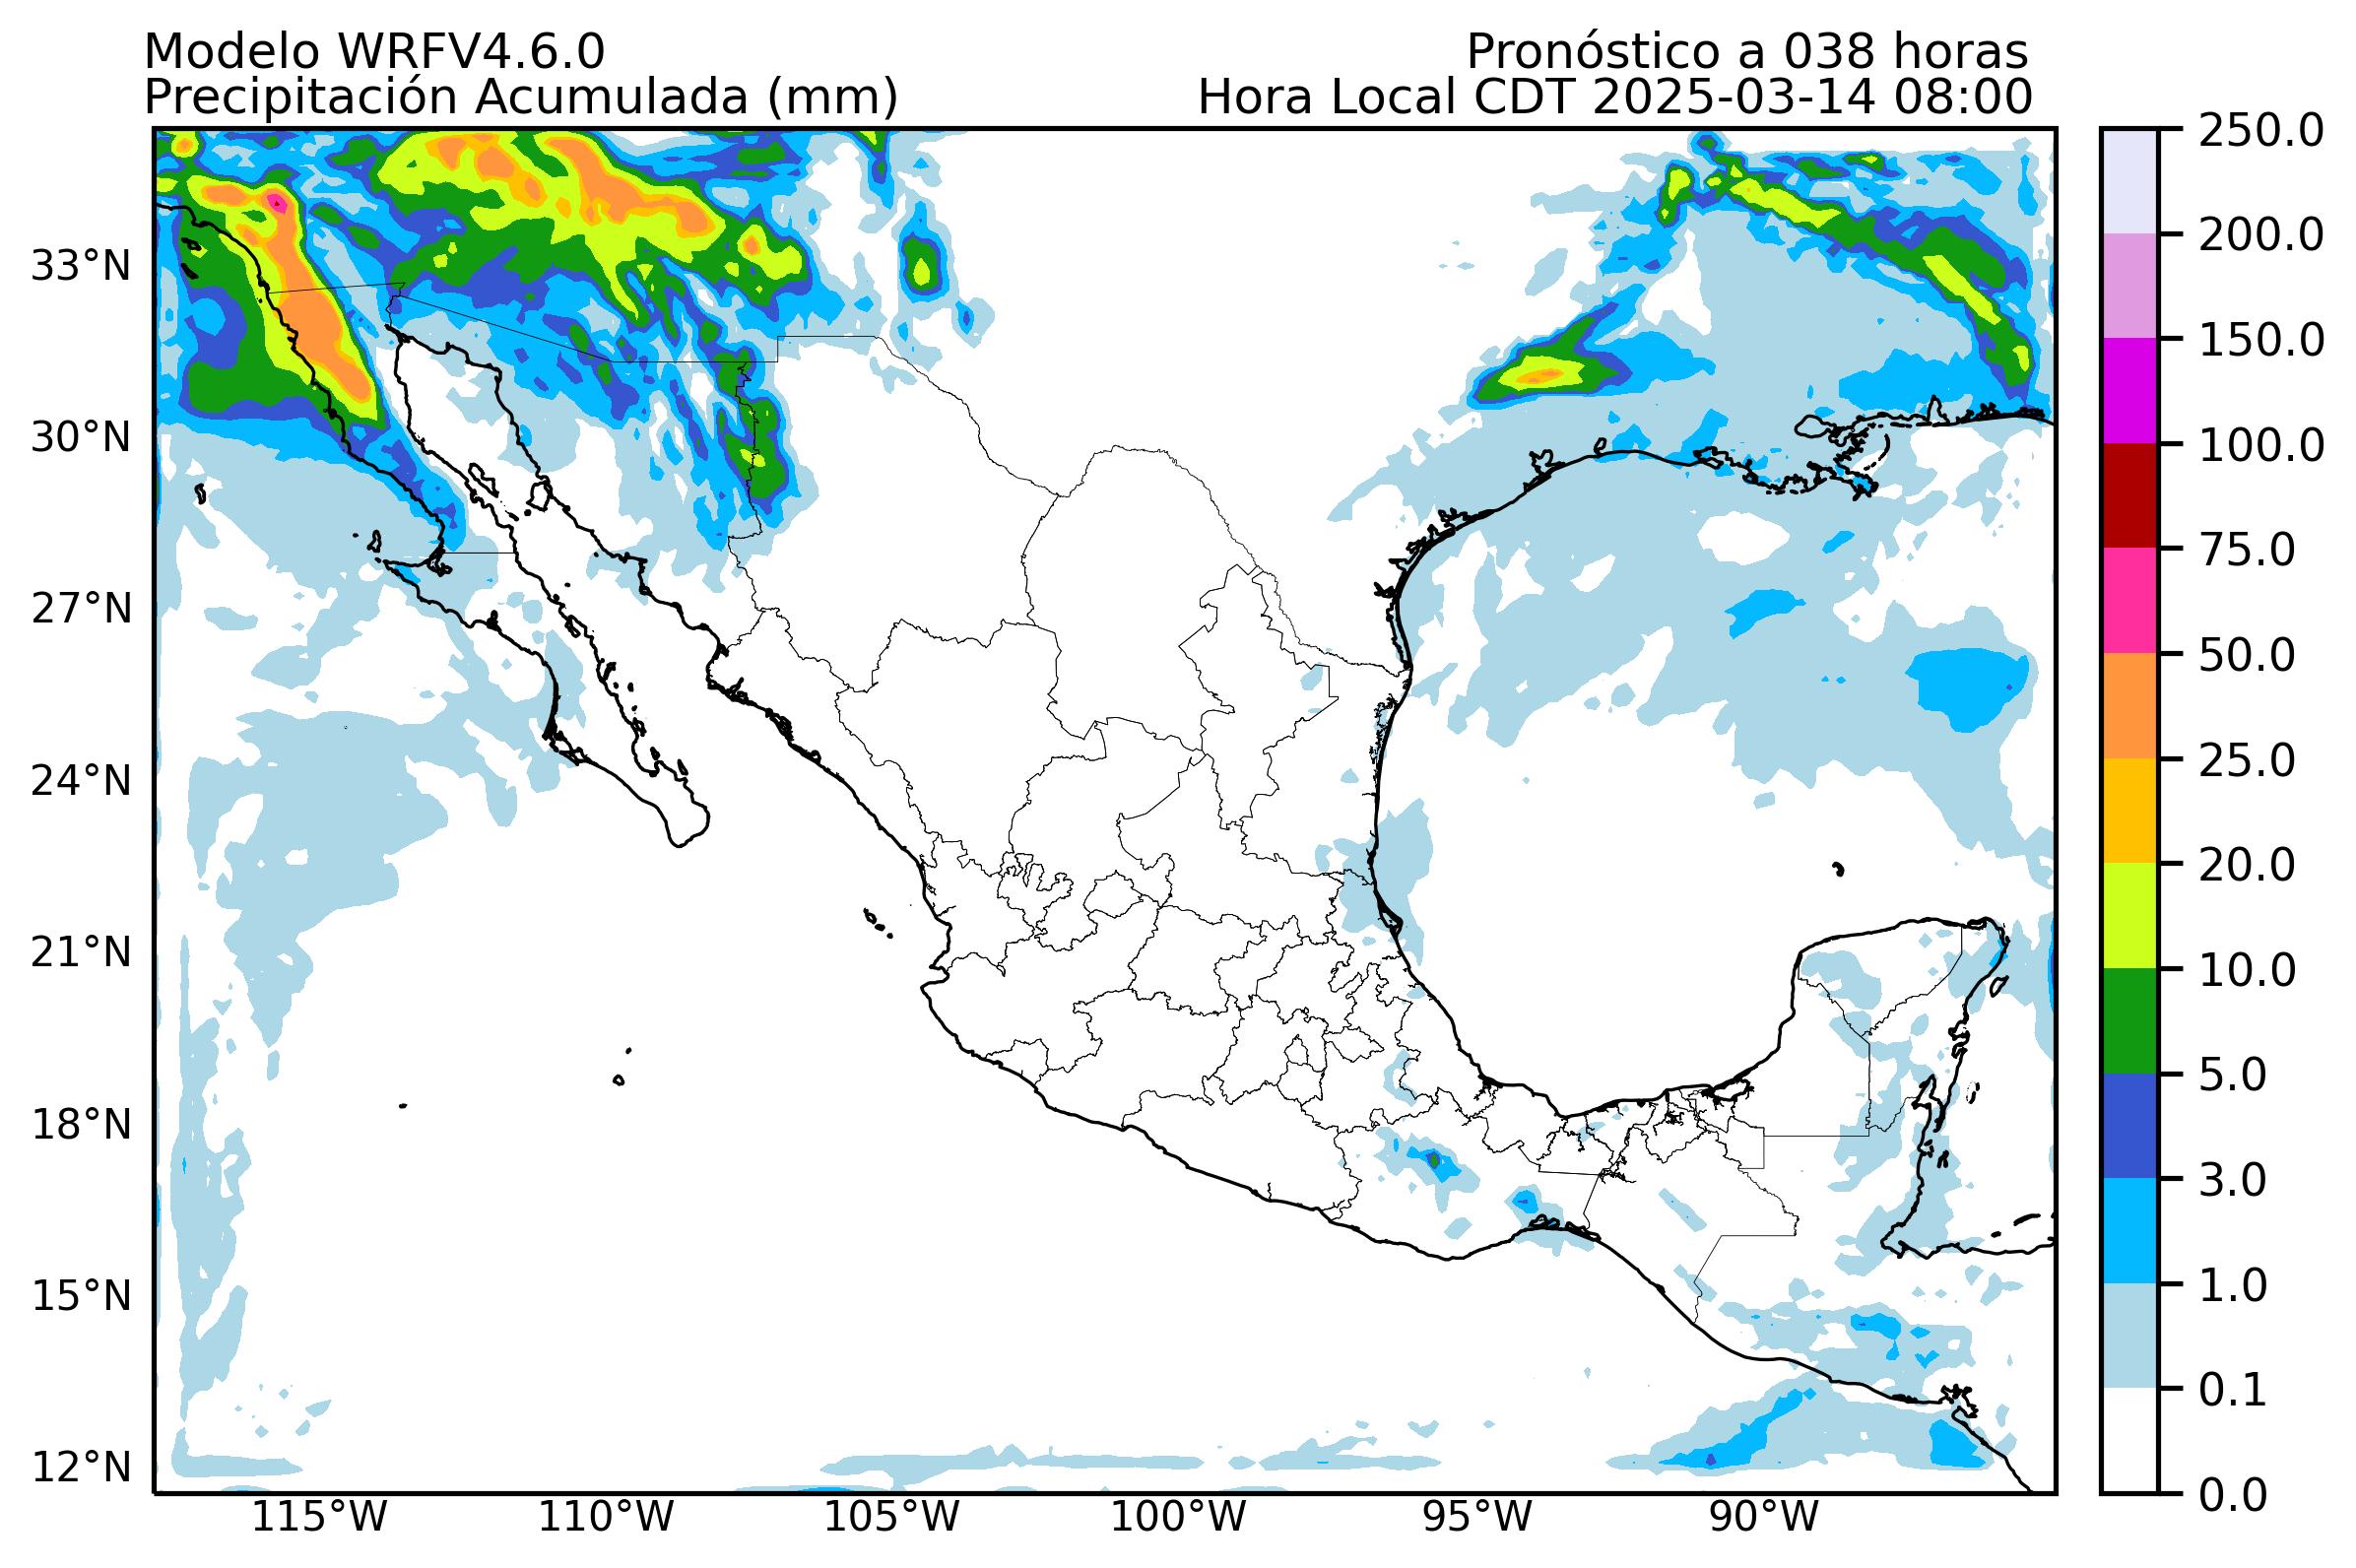 Modelo WRFV4.6.0
Pronóstico a 038 horas
Precipitación Acumulada (mm)
Hora Local CDT 2025-03-14 08:00
33°N
30°N
27°N
24°N
21°N
18°N
15°N
12°N
115°W
110°W
105°W
100°W
95°W
90°W
250.0
200.0
150.0
100.0
75.0
50.0
25.0
20.0
10.0
5.0
3.0
1.0
0.1
0.0